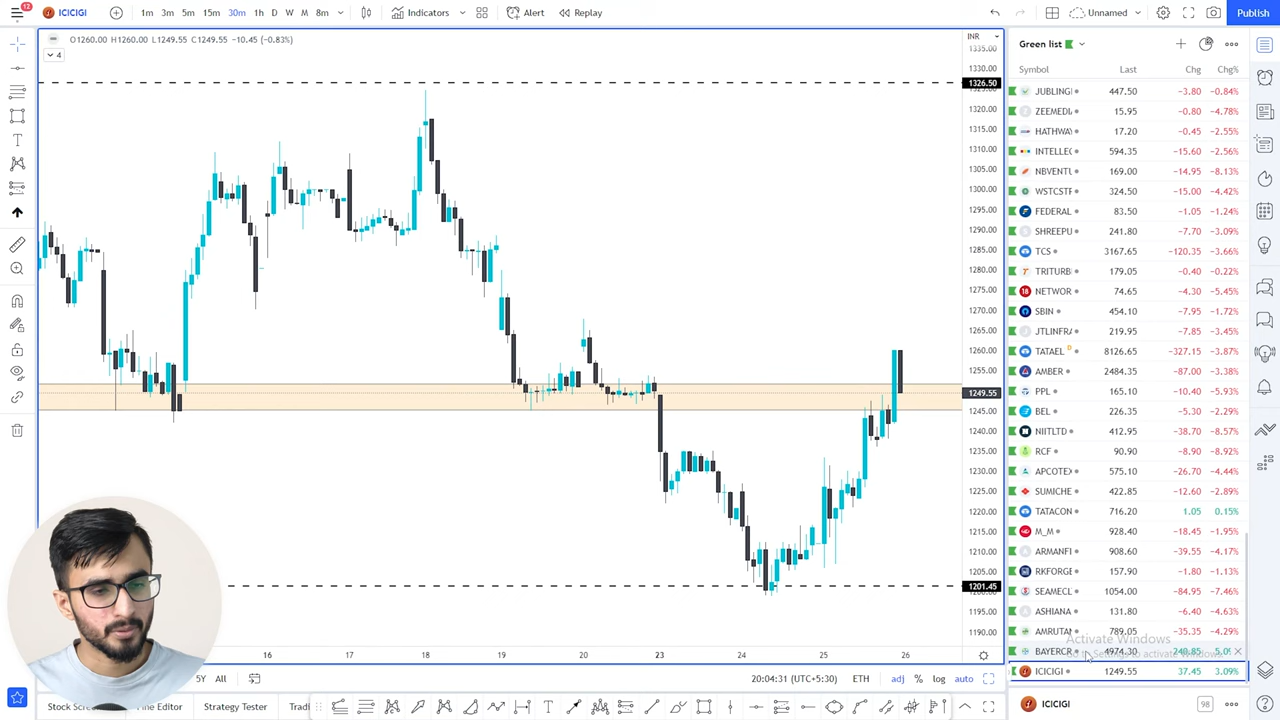 12
ICICIGI
1m 3m 5m 15m 30m 1h D W M 8m
Indicators
Alert
Replay
Unnamed
Publish
O1260.00 H1260.00 L1249.55 C1249.55 −10.45 (−0.83%)
4
INR
1335.00
1330.00
1326.50
1320.00
1315.00
1310.00
1305.00
1300.00
1295.00
1290.00
1285.00
1280.00
1275.00
1270.00
1265.00
1260.00
1255.00
1249.55
1245.00
1240.00
1235.00
1230.00
1225.00
1220.00
1215.00
1210.00
1205.00
1201.45
1195.00
1190.00
16 17 18 19 20 23 24 25 26
5Y All
20:04:31 (UTC+5:30) ETH adj % log auto
Strategy Tester
Green list
Symbol Last Chg Chg%
JUBLING 447.50 −3.80 −0.84%
ZEEMEDI 15.95 −0.80 −4.78%
HATHWAY 17.20 −0.45 −2.55%
INTELLEC 594.35 −15.60 −2.56%
NBVENTU 169.00 −14.95 −8.13%
WSTCSTP 324.50 −15.00 −4.42%
FEDERAL 83.50 −1.05 −1.24%
SHREEPU 241.80 −7.70 −3.09%
TCS 3167.65 −120.35 −3.66%
TRITURB 179.05 −0.40 −0.22%
NETWOR 74.65 −4.30 −5.45%
SBIN 454.10 −7.95 −1.72%
JTLINFRA 219.95 −7.85 −3.45%
TATAEL D 8126.65 −327.15 −3.87%
AMBER 2484.35 −87.00 −3.38%
PPL 165.10 −10.40 −5.93%
BEL 226.35 −5.30 −2.29%
NIITLTD 412.95 −38.70 −8.57%
RCF 90.90 −8.90 −8.92%
APCOTEX 575.10 −26.70 −4.44%
SUMICHE 422.85 −12.60 −2.89%
TATACON 716.20 1.05 0.15%
M_M 928.40 −18.45 −1.95%
ARMANFI 908.60 −39.55 −4.17%
RKFORGE 157.90 −1.80 −1.13%
SEAMECL 1054.00 −84.95 −7.46%
ASHIANA 131.80 −6.40 −4.63%
AMRUTAN 789.05 −35.35 −4.29%
Activate Windows
BAYERCR 4974.30 240.85
Go to Settings to activate Windows.
ICICIGI 1249.55 37.45 3.09%
ICICIGI
98